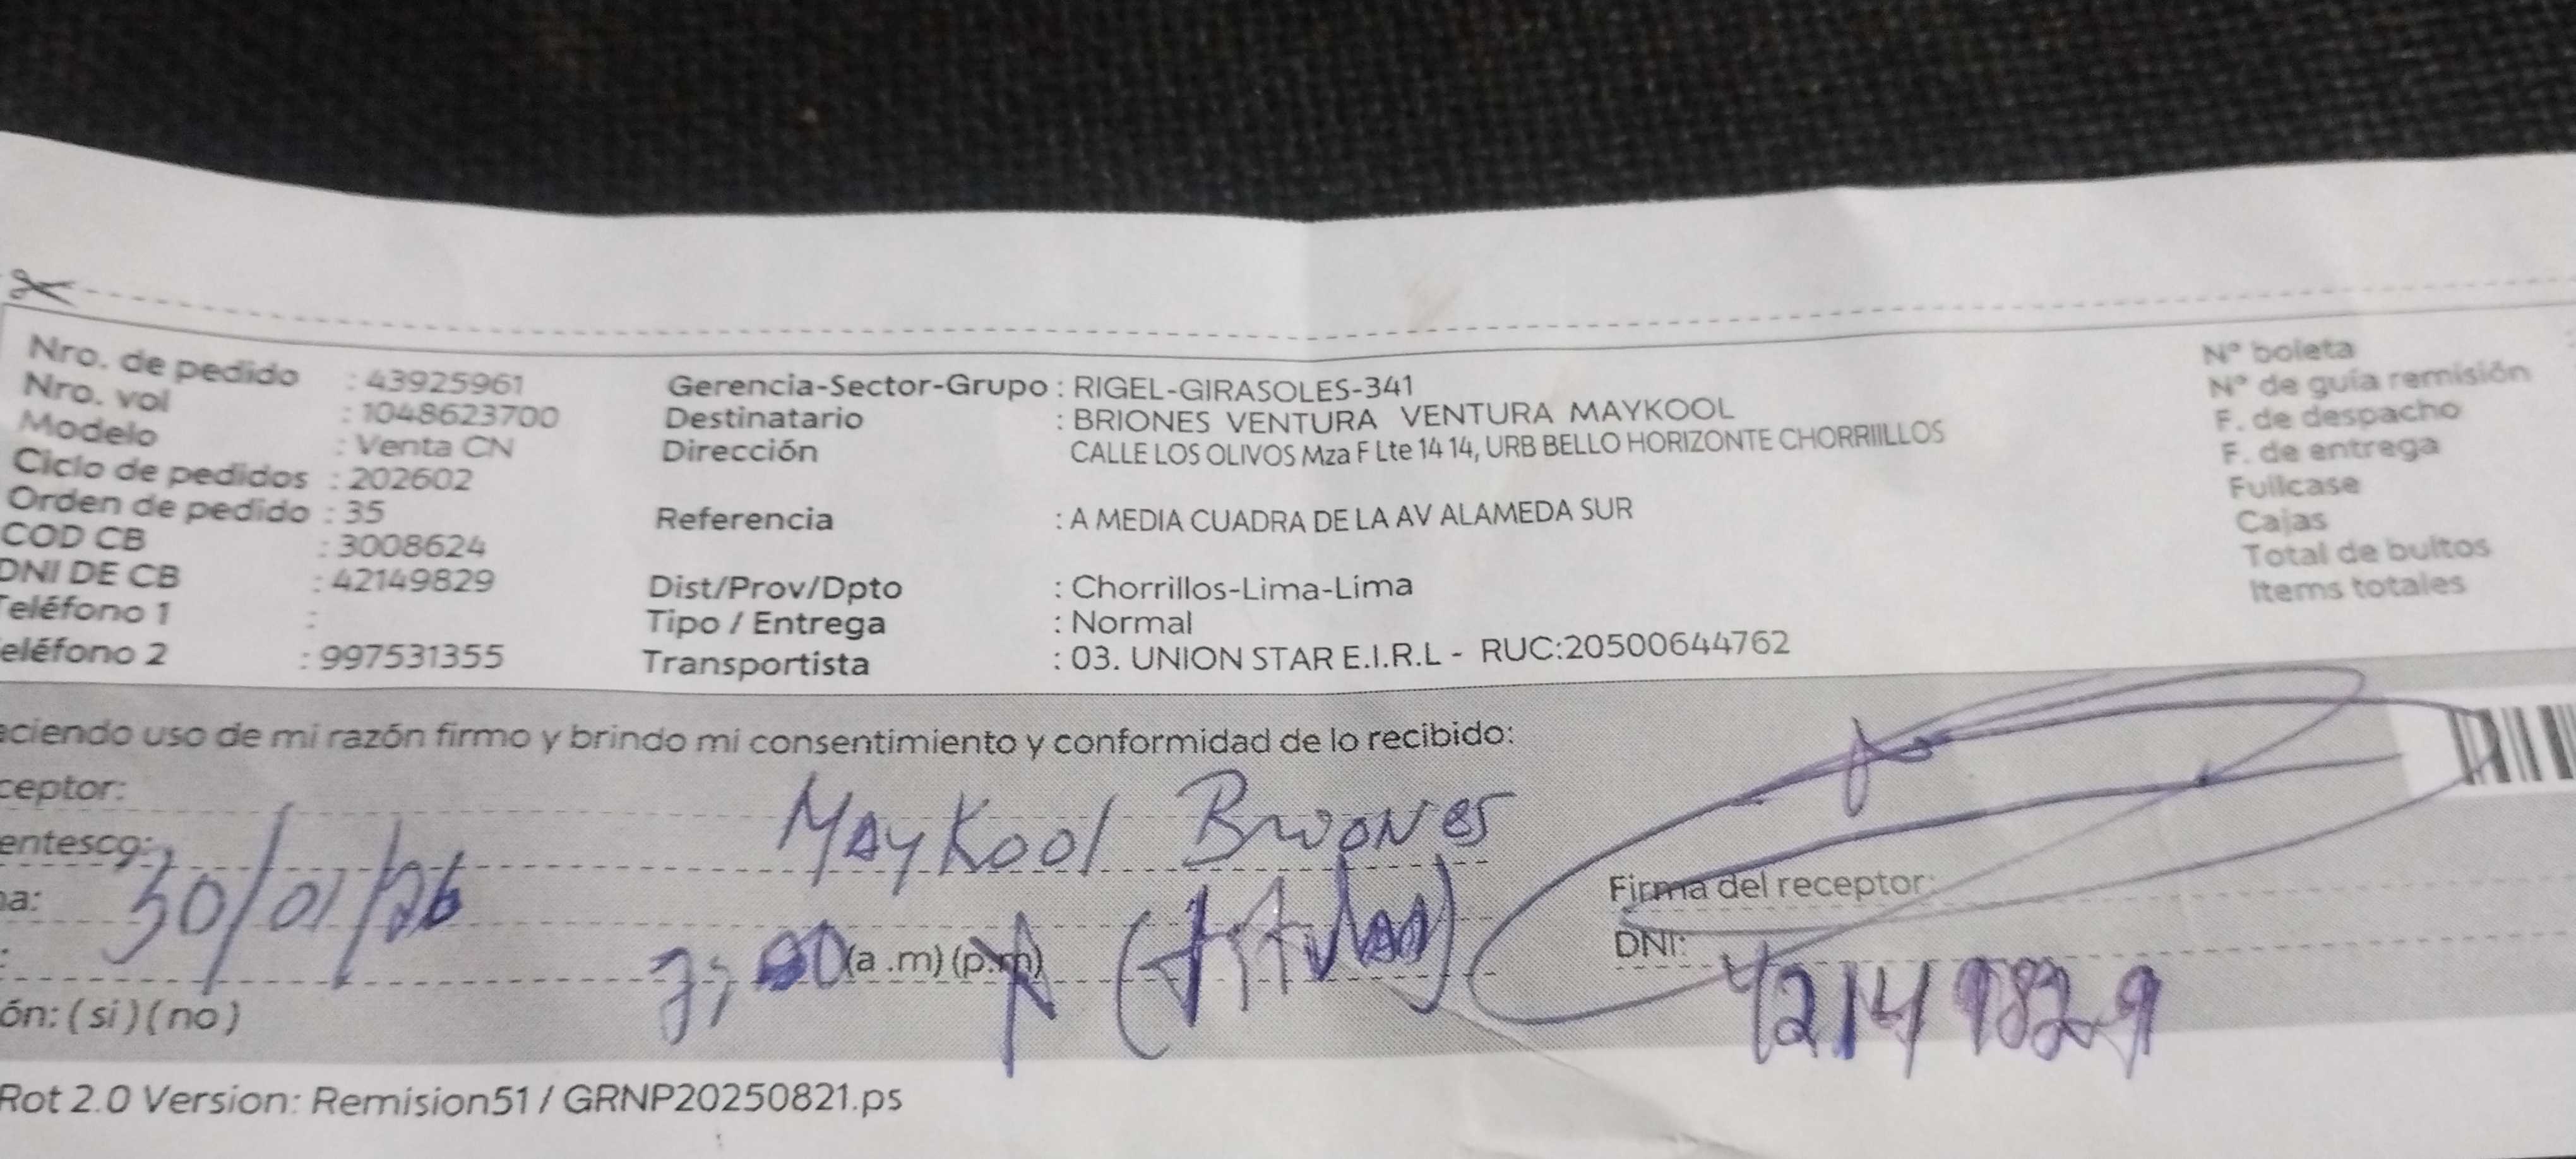 Nro. de pedido : 43925961
Nro. vol : 1048623700
Modelo : Venta CN
Ciclo de pedidos : 202602
Orden de pedido : 35
COD CB : 3008624
DNI DE CB : 42149829
Teléfono 1 :
eléfono 2 : 997531355
Gerencia-Sector-Grupo : RIGEL-GIRASOLES-341
Destinatario : BRIONES VENTURA VENTURA MAYKOOL
Dirección CALLE LOS OLIVOS Mza F Lte 14 14, URB BELLO HORIZONTE CHORRIILLOS
Referencia : A MEDIA CUADRA DE LA AV ALAMEDA SUR
Dist/Prov/Dpto : Chorrillos-Lima-Lima
Tipo / Entrega : Normal
Transportista : 03. UNION STAR E.I.R.L - RUC:20500644762
N° boleta
N° de guía remisión
F. de despacho
F. de entrega
Fullcase
Cajas
Total de bultos
Items totales
aciendo uso de mi razón firmo y brindo mi consentimiento y conformidad de lo recibido:
ceptor: MAYKOOl BRIONES
entesco:
na: 30/01/26
: (a .m) (p.m)
Firma del receptor:
DNI: 42149829
ón: ( si ) ( no )
Rot 2.0 Version: Remision51 / GRNP20250821.ps